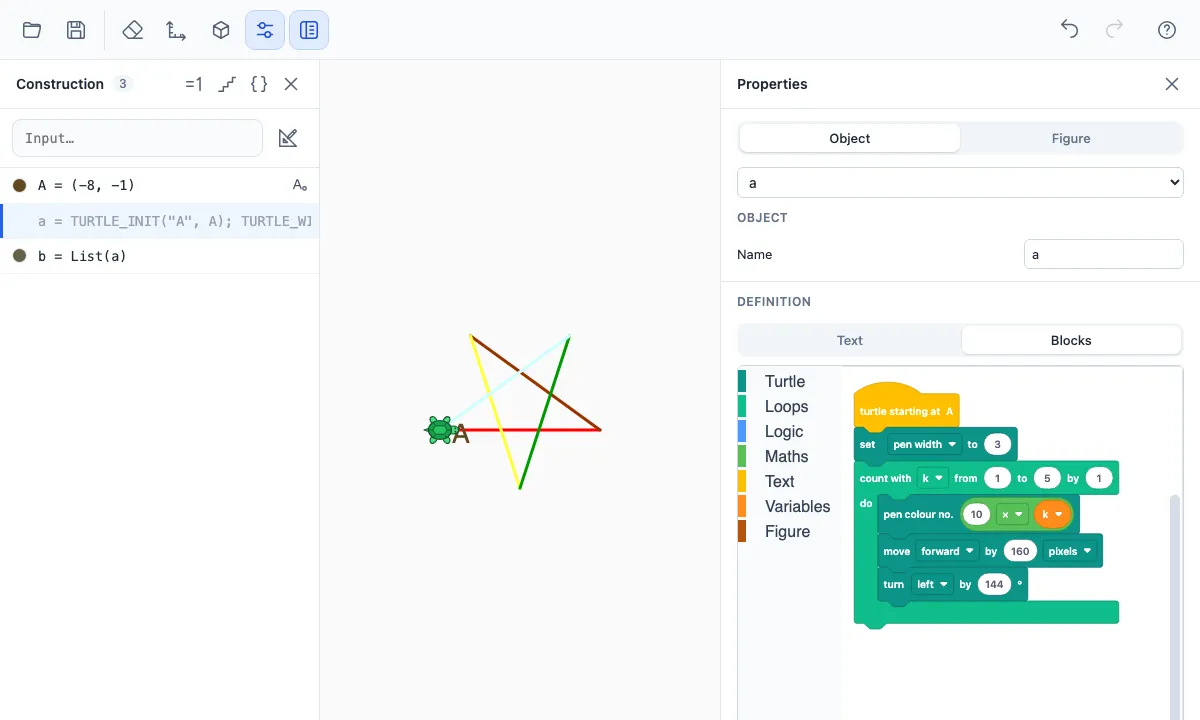 Construction 3 =1 {}
Input…
A = (−8, −1) A
a = TURTLE_INIT("A", A); TURTLE_WI
b = List(a)
A
Properties
Object Figure
a
OBJECT
Name a
DEFINITION
Text Blocks
Turtle
Loops
Logic
Maths
Text
Variables
Figure
turtle starting at A
set pen width to 3
count with k from 1 to 5 by 1
do
pen colour no. 10 × k
move forward by 160 pixels
turn left by 144 °